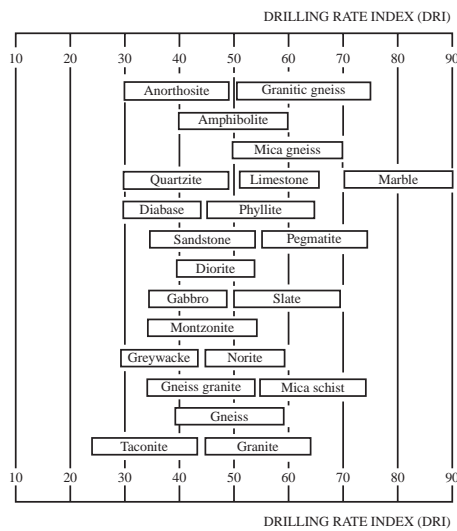 DRILLING RATE INDEX (DRI)
10 20 30 40 50 60 70 80 90
Anorthosite Granitic gneiss
Amphibolite
Mica gneiss
Quartzite Limestone Marble
Diabase Phyllite
Sandstone Pegmatite
Diorite
Gabbro Slate
Montzonite
Greywacke Norite
Gneiss granite Mica schist
Gneiss
Taconite Granite
10 20 30 40 50 60 70 80 90
DRILLING RATE INDEX (DRI)